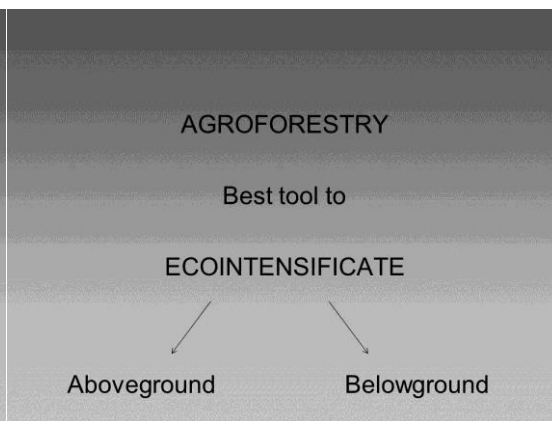 AGROFORESTRY
Best tool to
ECOINTENSIFICATE
Aboveground Belowground